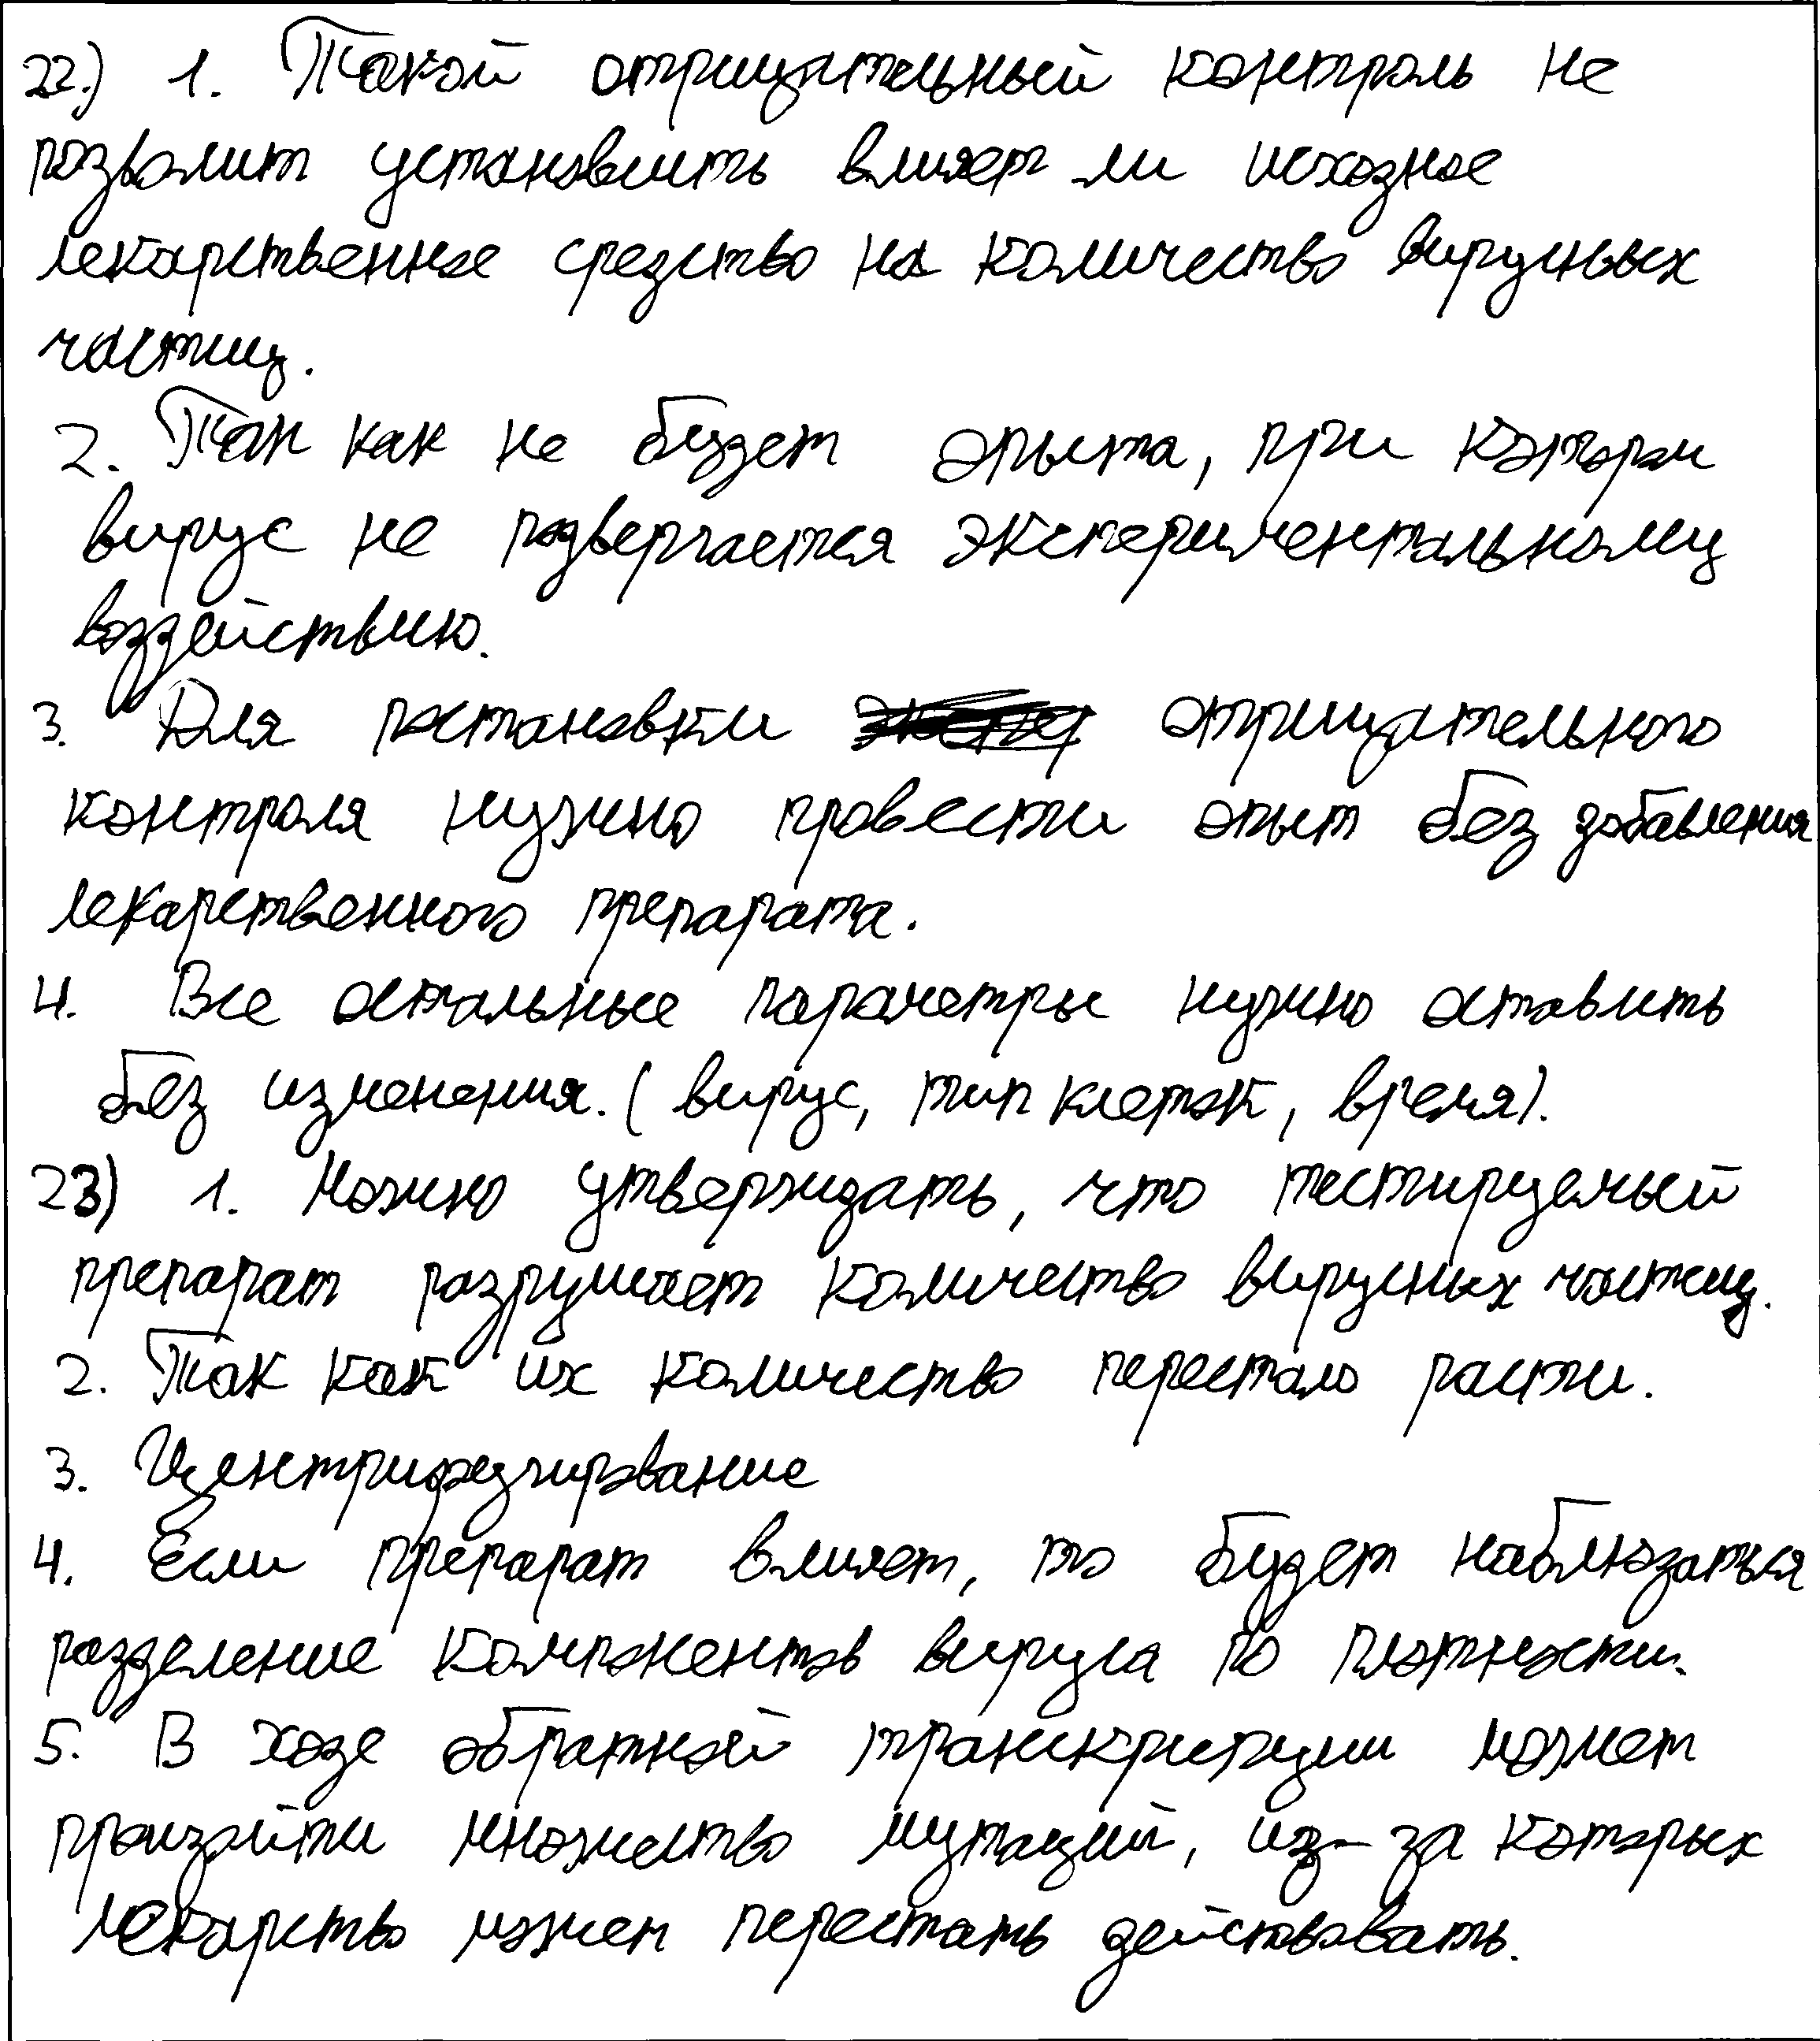 22.) 1. Такой отрицательный контроль не
позволит установить влияет ли исходное
лекарственное средство на количество вирусных
частиц.
2. Так как не будет опыта, при котором
вирус не подвергается экспериментальному
воздействию.
3. Для постановки отрицательного
контроля нужно провести опыт без добавления
лекарственного препарата.
4. Все остальные параметры нужно оставить
без изменения. (вирус, тип клеток, время).
23) 1. Можно утверждать, что тестируемый
препарат разрушает количество вирусных частиц.
2. Так как их количество перестало расти.
3. Центрифугирование
4. Если препарат влияет, то будет наблюдаться
разделение компонентов вируса по плотности.
5. В ходе обратной транскрипции может
произойти множество мутаций, из-за которых
лекарство может перестать действовать.